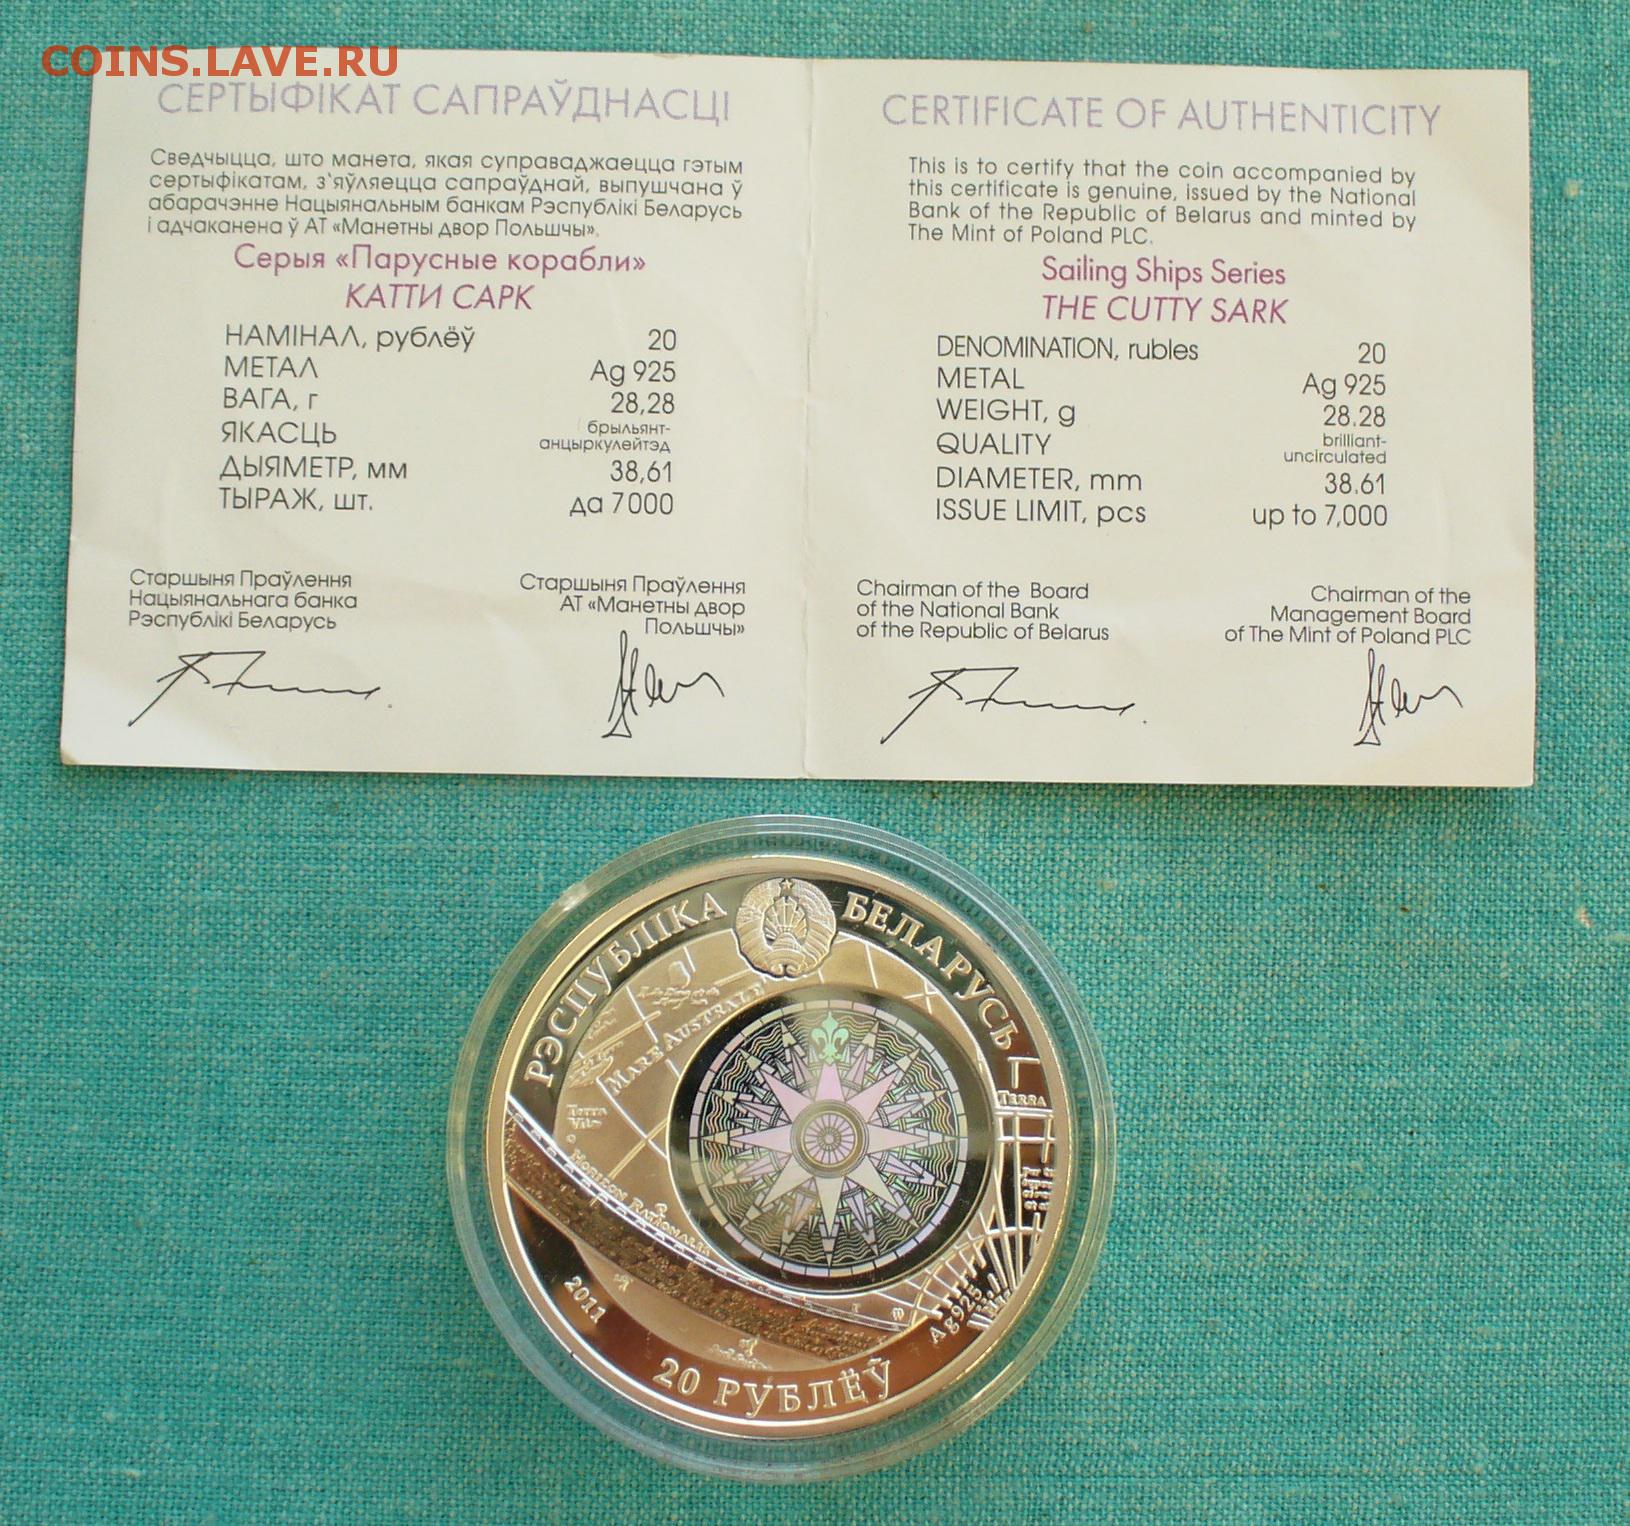 COINS.LAVE.RU
СЕРТЫФІКАТ САПРАЎДНАСЦІ
Сведчыцца, што манета, якая суправаджаецца гэтым
сертыфікатам, з'яўляецца сапраўднай, выпушчана ў
абарачэнне Нацыянальным банкам Рэспублікі Беларусь
і адчаканена ў АТ «Манетны двор Польшчы».
Серыя «Парусные корабли»
КАТТИ САРК
НАМІНАЛ, рублёў 20
МЕТАЛ Ag 925
ВАГА, г 28,28
ЯКАСЦЬ брыльянт-
анцыркулейтэд
ДЫЯМЕТР, мм 38,61
ТЫРАЖ, шт. да 7000
Старшыня Праўлення
Нацыянальнага банка
Рэспублікі Беларусь
Старшыня Праўлення
АТ «Манетны двор
Польшчы»
CERTIFICATE OF AUTHENTICITY
This is to certify that the coin accompanied by
this certificate is genuine, issued by the National
Bank of the Republic of Belarus and minted by
The Mint of Poland PLC.
Sailing Ships Series
THE CUTTY SARK
DENOMINATION, rubles 20
METAL Ag 925
WEIGHT, g 28.28
QUALITY brilliant-
uncirculated
DIAMETER, mm 38.61
ISSUE LIMIT, pcs up to 7,000
Chairman of the Board
of the National Bank
of the Republic of Belarus
Chairman of the
Management Board
of The Mint of Poland PLC
РЭСПУБЛІКА БЕЛАРУСЬ
MARE AUSTRALE
TERRA
HORIZON RATIONALIS
2011
Ag925
20 РУБЛЁЎ